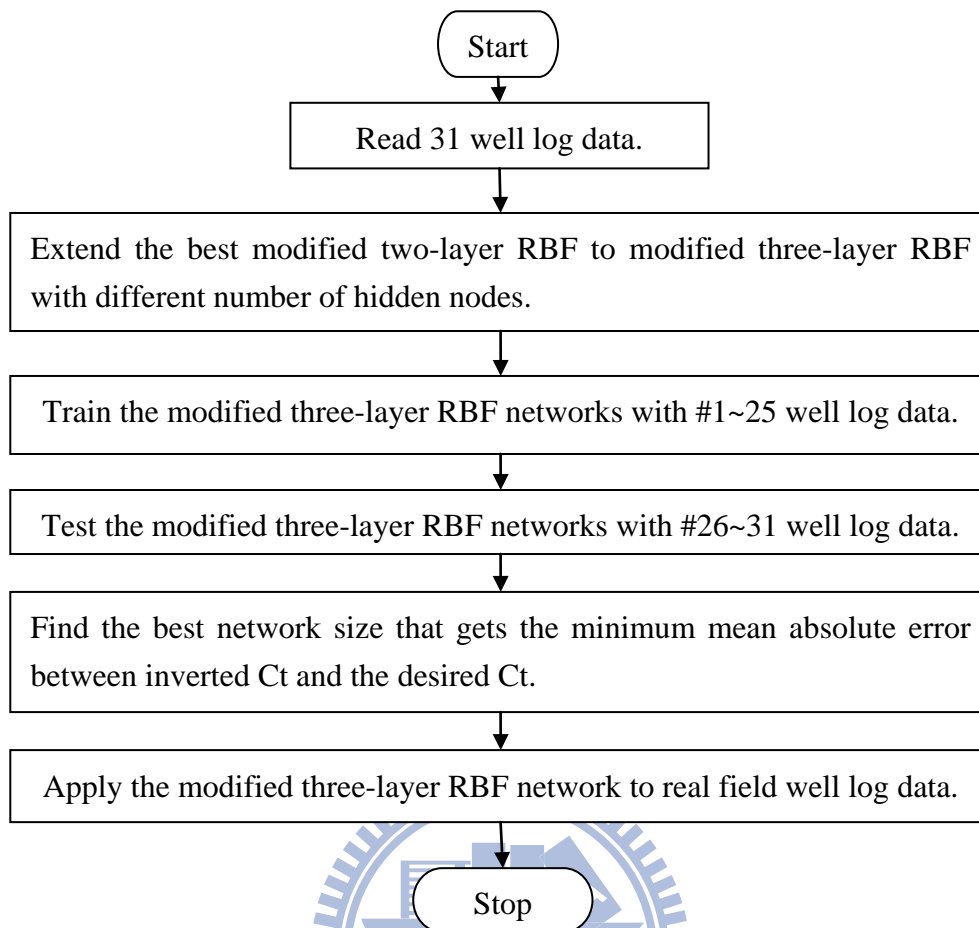 Start
Read 31 well log data.
Extend the best modified two-layer RBF to modified three-layer RBF
with different number of hidden nodes.
Train the modified three-layer RBF networks with #1~25 well log data.
Test the modified three-layer RBF networks with #26~31 well log data.
Find the best network size that gets the minimum mean absolute error
between inverted Ct and the desired Ct.
Apply the modified three-layer RBF network to real field well log data.
Stop